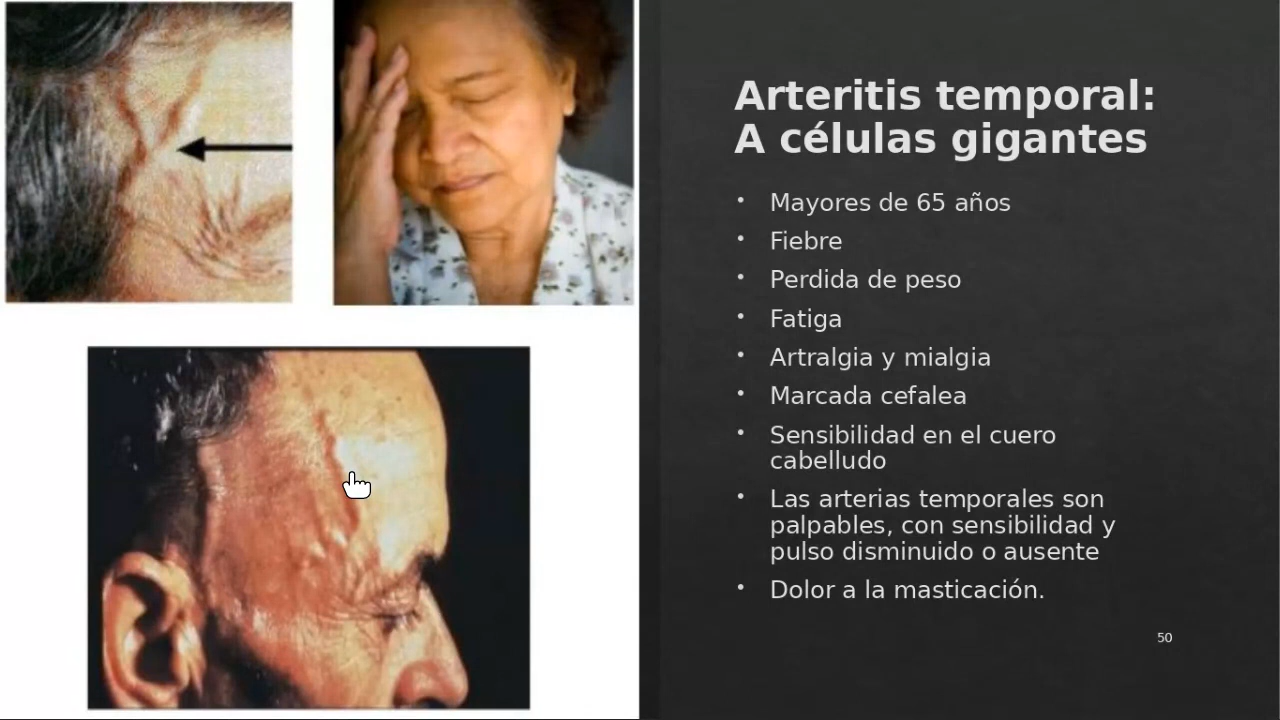 Arteritis temporal:
A células gigantes
• Mayores de 65 años
• Fiebre
• Perdida de peso
• Fatiga
• Artralgia y mialgia
• Marcada cefalea
• Sensibilidad en el cuero
cabelludo
• Las arterias temporales son
palpables, con sensibilidad y
pulso disminuido o ausente
• Dolor a la masticación.
50